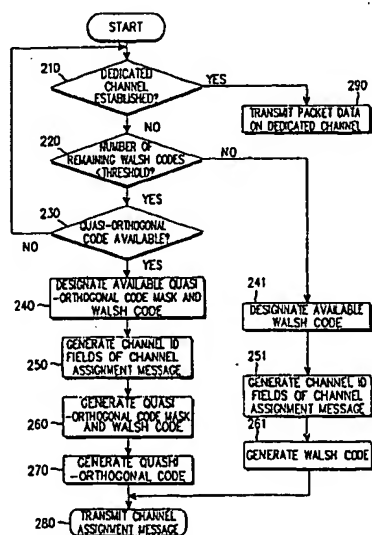 START
210
DEDICATED
CHANNEL
ESTABLISHED?
YES
290
TRANSMIT PACKET DATA
ON DEDICATED CHANNEL
NO
220
NUMBER OF
REMAINING WALSH CODES
<THRESHOLD?
NO
YES
230
QUASI-ORTHOGONAL
CODE AVAILABLE?
NO
YES
240
DESIGNATE AVAILABLE QUASI
-ORTHOGONAL CODE MASK AND
WALSH CODE
241
DESIGNNATE AVAILABLE
WALSH CODE
250
GENERATE CHANNEL ID
FIELDS OF CHANNEL
ASSIGNMENT MESSAGE
251
GENERATE CHANNEL ID
FIELDS OF CHANNEL
ASSIGNMENT MESSAGE
260
GENERATE QUASI
-ORTHOGONAL CODE MASK
AND WALSH CODE
261
GENERATE WALSH CODE
270
GENERATE QUASHI
-ORTHOGONAL CODE
280
TRANSMIT CHANNEL
ASSIGNMENT MESSAGE